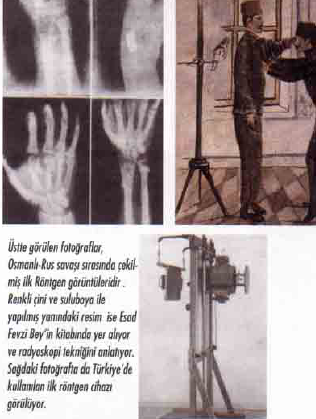 Üstte görülen fotoğraflar,
Osmanlı-Rus savaşı sırasında çekil-
miş ilk Röntgen görüntüleridir .
Renkli çini ve suluboya ile
yapılmış yanındaki resim ise Esad
Fevzi Bey'in kitabında yer alıyor
ve radyoskopi tekniğini anlatıyor.
Sağdaki fotoğrafta da Türkiye'de
kullanılan ilk röntgen cihazı
görülüyor.